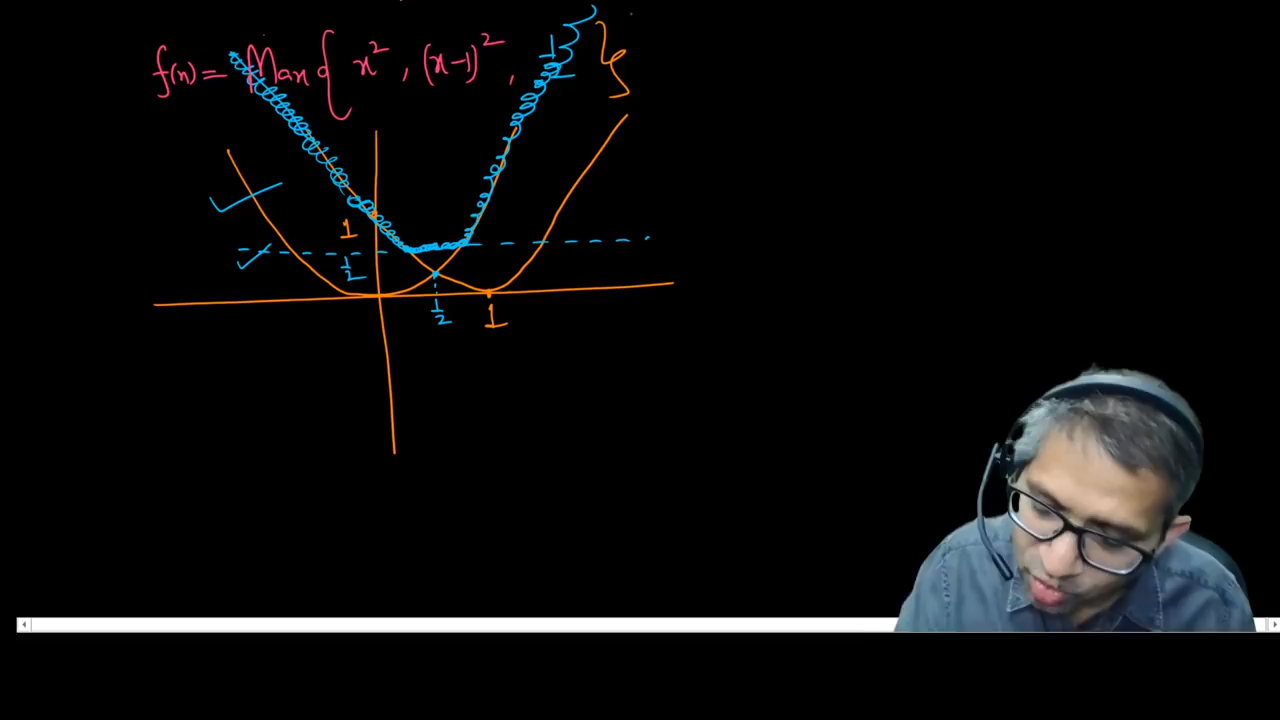 f(x) = Max { x², (x-1)², 1/2 }
1
1/2
1/2
1